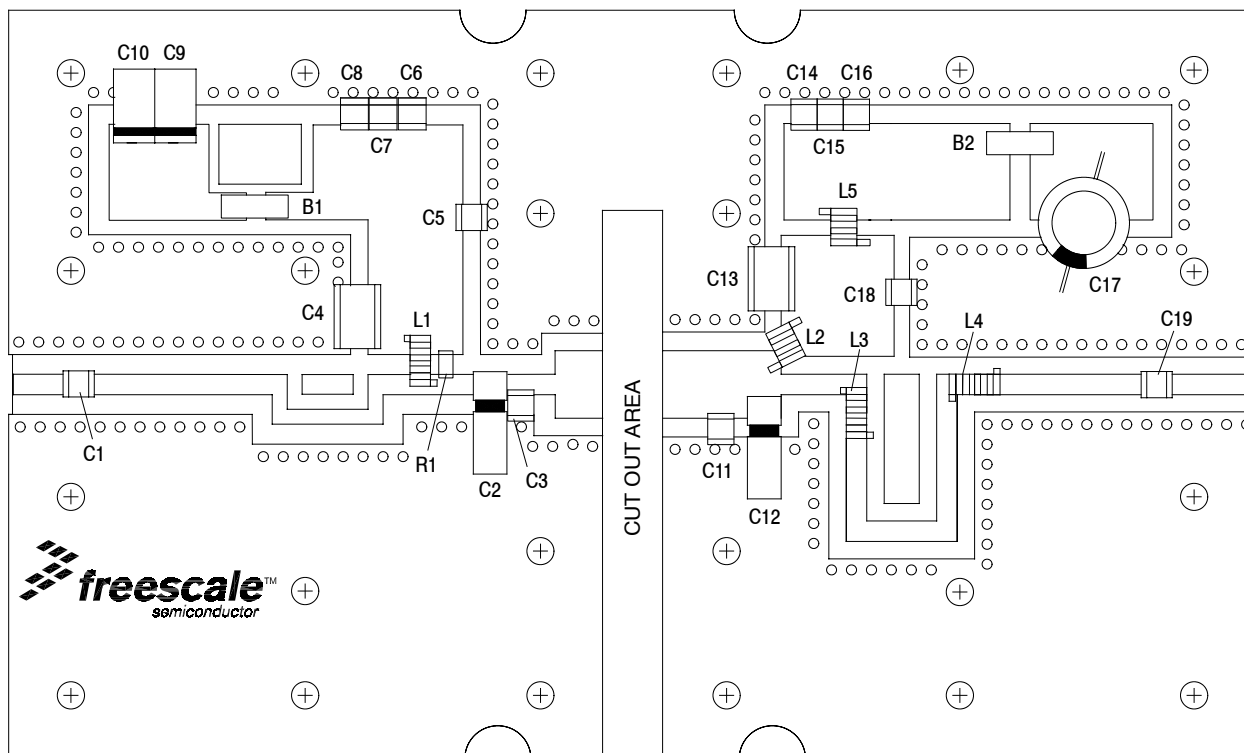 C10 C9
C8 C6
C7
B1
C5
C4
L1
C1
R1
C2
C3
CUT OUT AREA
C14 C16
C15
B2
L5
C13
C18
C17
L2
L3
L4
C19
C11
C12
freescale™
semiconductor